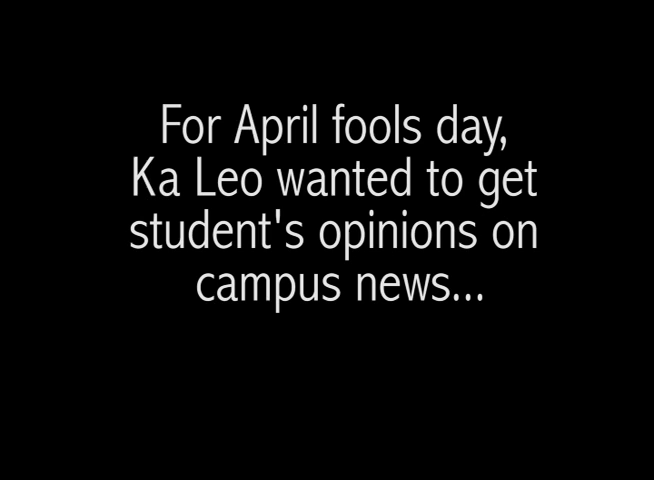 For April fools day,
Ka Leo wanted to get
student's opinions on
campus news...